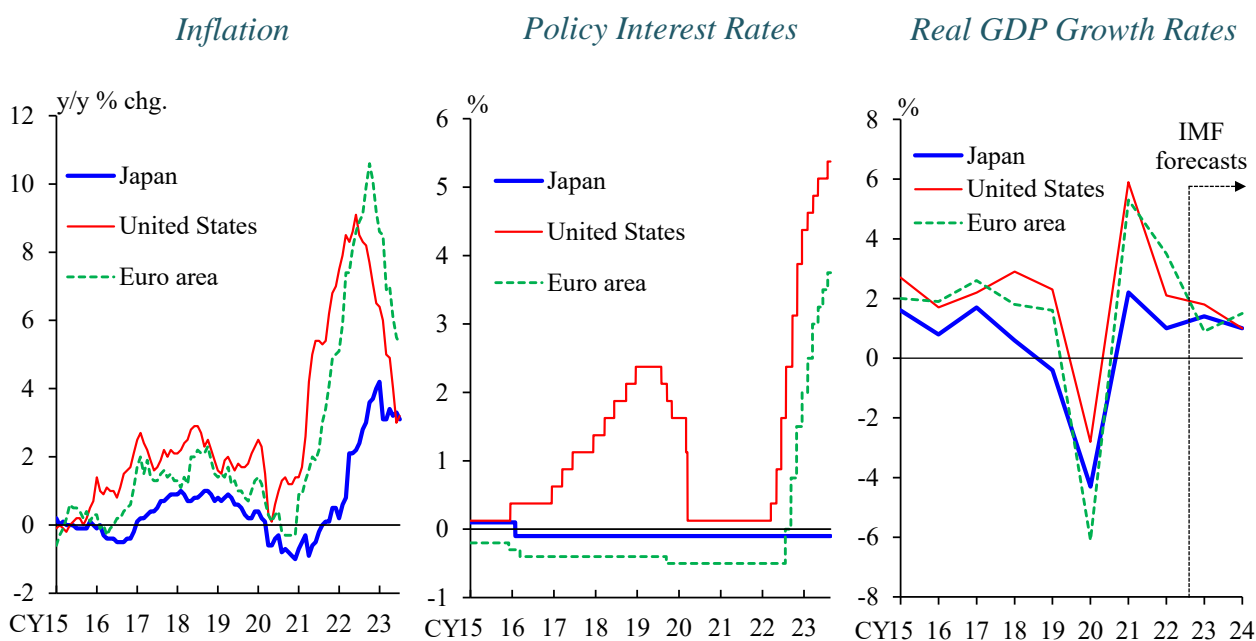 Inflation
y/y % chg.
12
10
8
6
4
2
0
-2
Japan
United States
Euro area
CY15 16 17 18 19 20 21 22 23
Policy Interest Rates
%
6
5
4
3
2
1
0
-1
Japan
United States
Euro area
CY15 16 17 18 19 20 21 22 23
Real GDP Growth Rates
%
8
6
4
2
0
-2
-4
-6
-8
Japan
United States
Euro area
IMF
forecasts
CY15 16 17 18 19 20 21 22 23 24